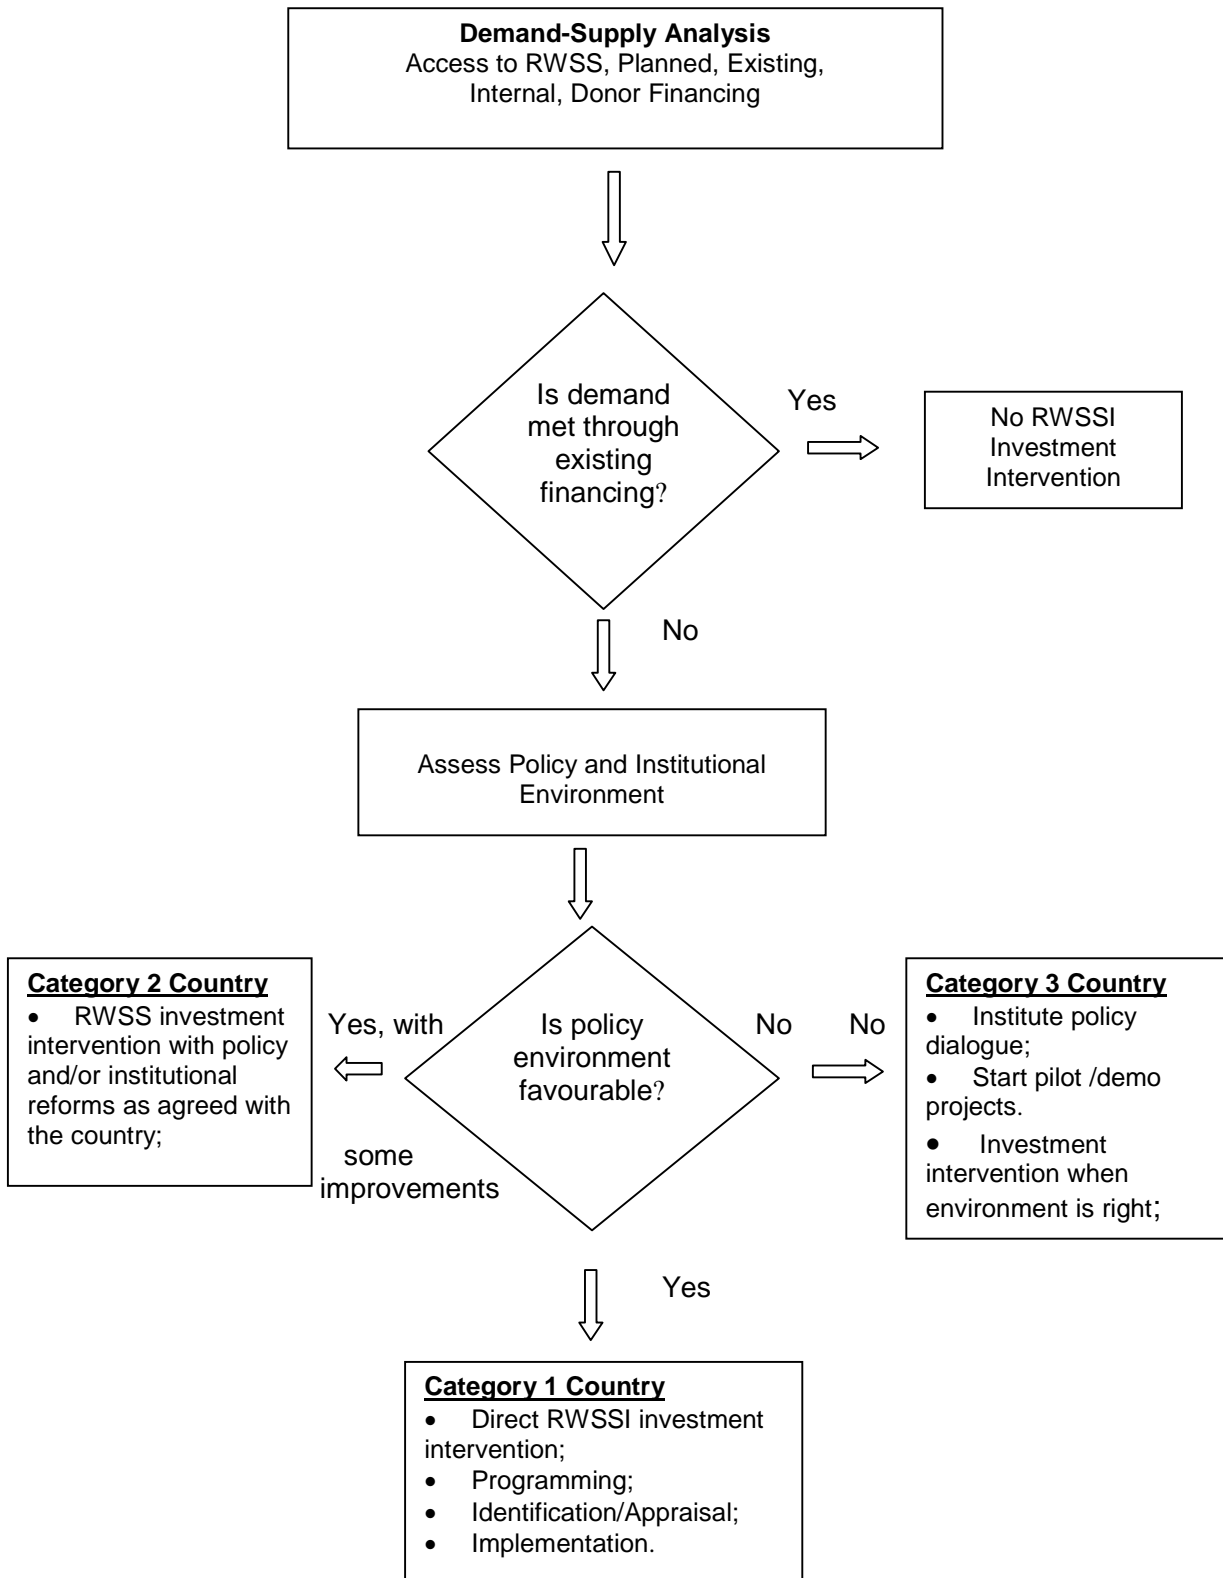 Demand-Supply Analysis
Access to RWSS, Planned, Existing,
Internal, Donor Financing
Is demand
met through
existing
financing?
Yes
No RWSSI
Investment
Intervention
No
Assess Policy and Institutional
Environment
Category 2 Country
• RWSS investment
intervention with policy
and/or institutional
reforms as agreed with
the country;
Yes, with
some
improvements
Is policy
environment
favourable?
No No
Category 3 Country
• Institute policy
dialogue;
• Start pilot /demo
projects.
• Investment
intervention when
environment is right;
Yes
Category 1 Country
• Direct RWSSI investment
intervention;
• Programming;
• Identification/Appraisal;
• Implementation.